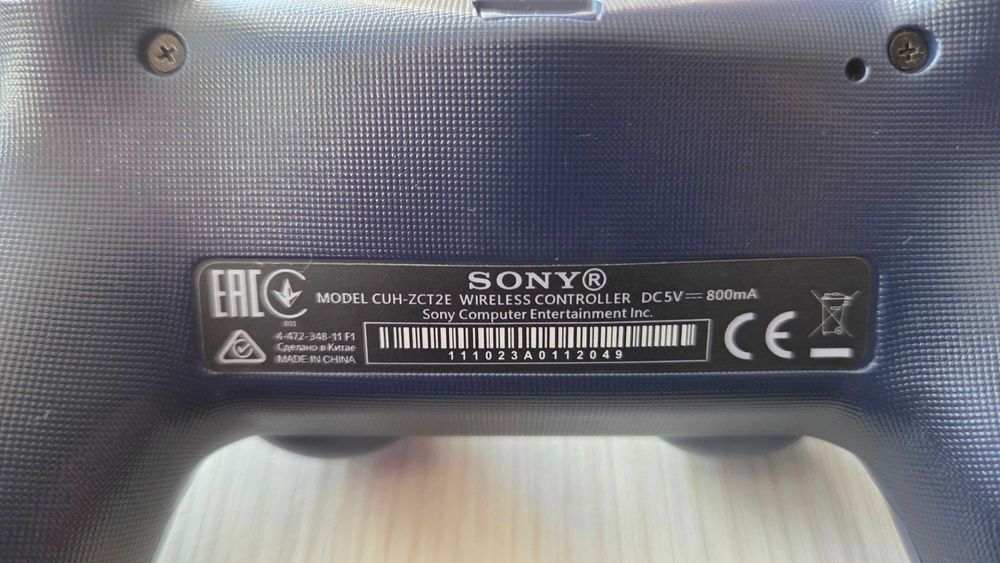 EAC
SONY®
MODEL CUH-ZCT2E WIRELESS CONTROLLER DC5V⎓800mA
Sony Computer Entertainment Inc.
4-472-348-11 F1
Сделано в Китае
MADE IN CHINA
111023A0112049
CE